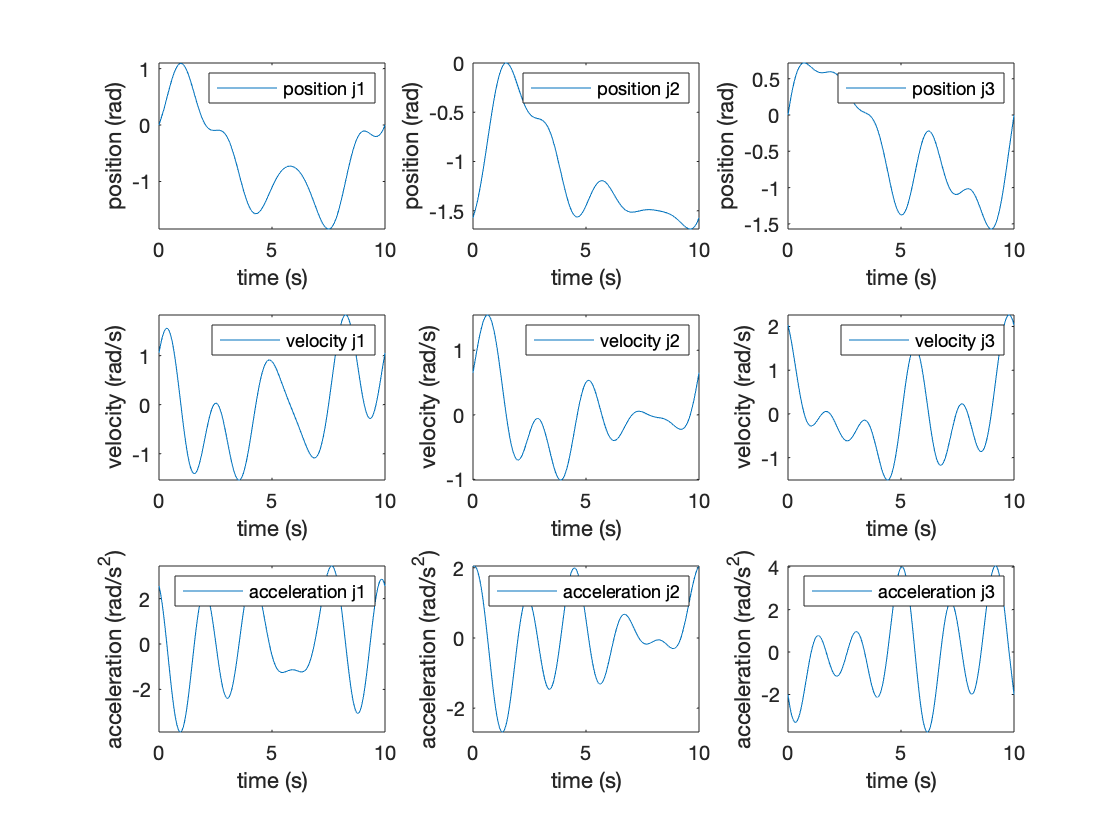 position j1
1
0
-1
position (rad)
0 5 10
time (s)
position j2
0
-0.5
-1
-1.5
position (rad)
0 5 10
time (s)
position j3
0.5
0
-0.5
-1
-1.5
position (rad)
0 5 10
time (s)
velocity j1
1
0
-1
velocity (rad/s)
0 5 10
time (s)
velocity j2
1
0
-1
velocity (rad/s)
0 5 10
time (s)
velocity j3
2
1
0
-1
velocity (rad/s)
0 5 10
time (s)
acceleration j1
2
0
-2
acceleration (rad/s²)
0 5 10
time (s)
acceleration j2
2
0
-2
acceleration (rad/s²)
0 5 10
time (s)
acceleration j3
4
2
0
-2
acceleration (rad/s²)
0 5 10
time (s)